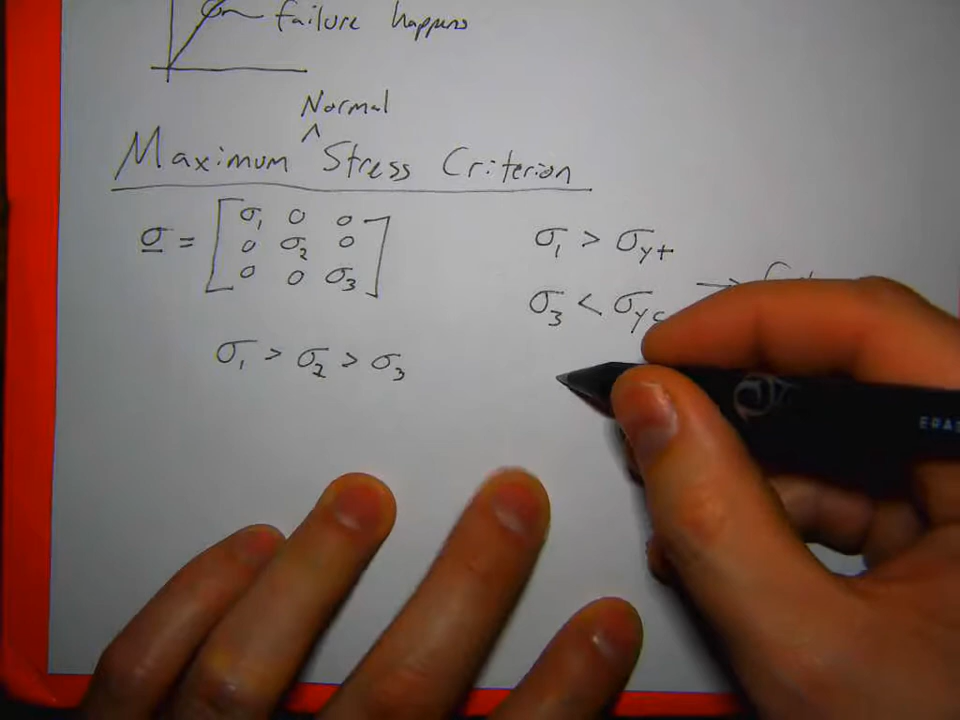 failure happens
Normal
^
Maximum Stress Criterion
σ = [σ₁ 0 0
0 σ₂ 0
0 0 σ₃]
σ₁ > σyt
σ₃ < σyc →
σ₁ > σ₂ > σ₃